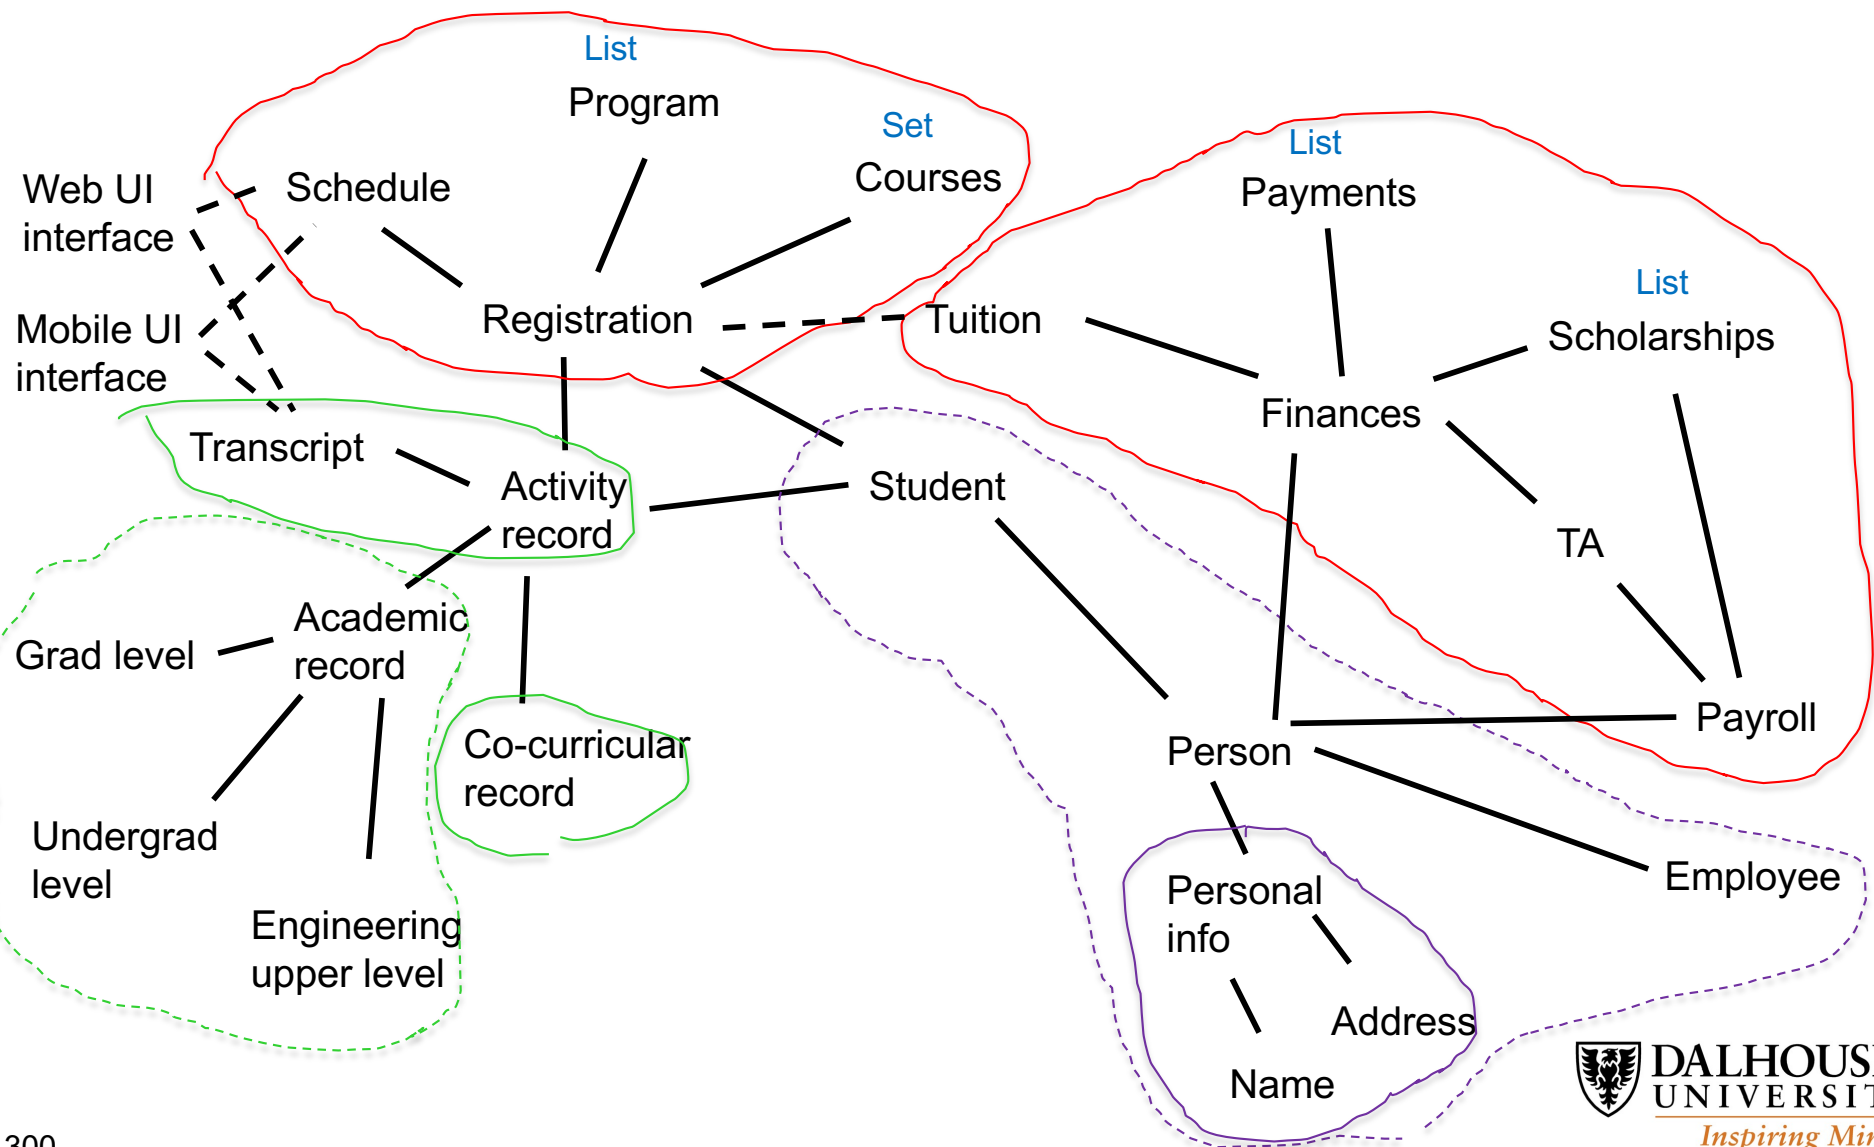 List
Program
Set
Courses
List
Payments
Web UI
interface
Schedule
List
Scholarships
Mobile UI
interface
Registration
Tuition
Finances
Transcript
Activity
record
Student
TA
Academic
record
Grad level
Co-curricular
record
Person
Payroll
Undergrad
level
Engineering
upper level
Personal
info
Employee
Address
Name
DALHOUS
UNIVERSIT
Inspiring Min
300